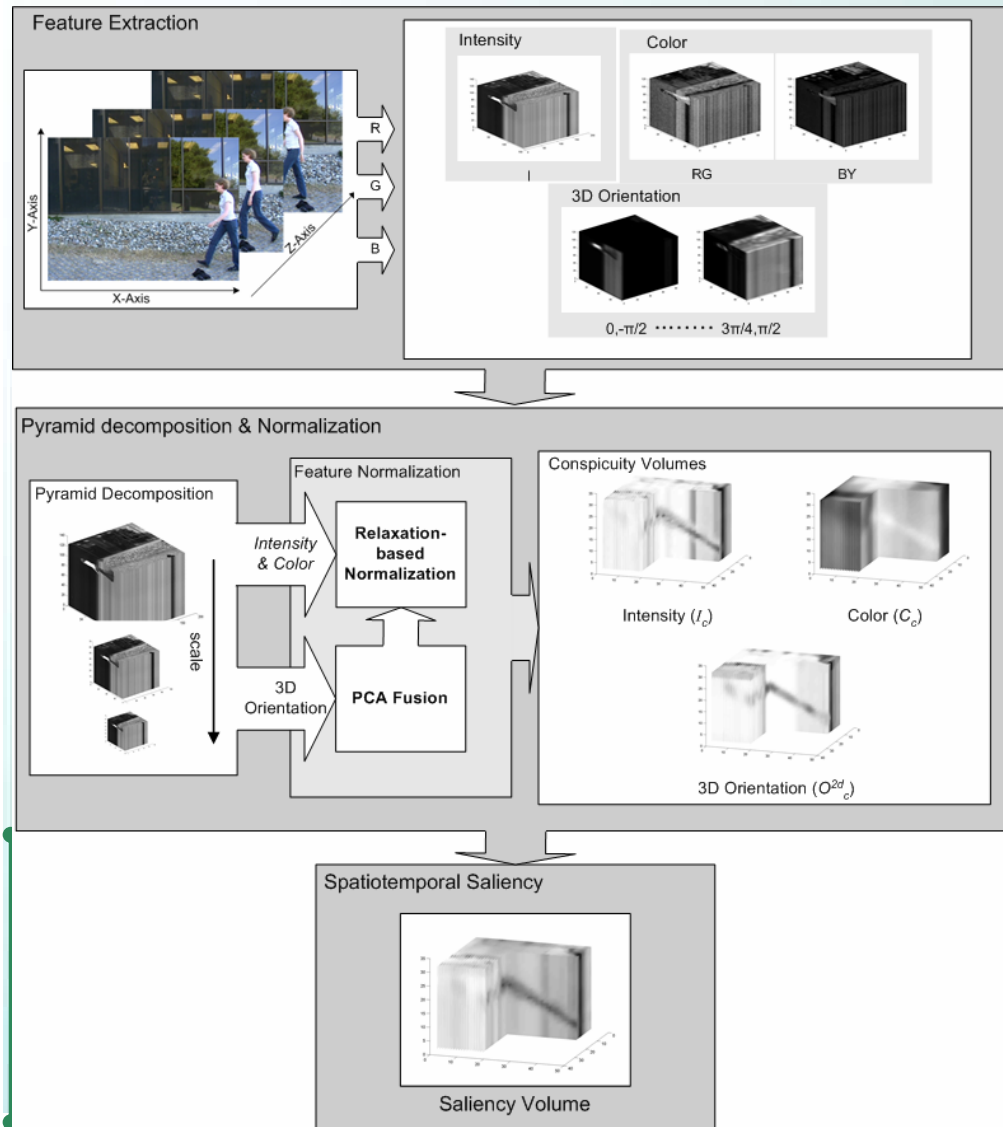 Feature Extraction
Y-Axis
X-Axis
Z-Axis
R
G
B
Intensity
I
Color
RG
BY
3D Orientation
0,-π/2 ········ 3π/4,π/2
Pyramid decomposition & Normalization
Pyramid Decomposition
scale
Feature Normalization
Intensity
& Color
3D
Orientation
Relaxation-
based
Normalization
PCA Fusion
Conspicuity Volumes
Intensity (I_c)
Color (C_c)
3D Orientation (O^{2d}_c)
Spatiotemporal Saliency
Saliency Volume